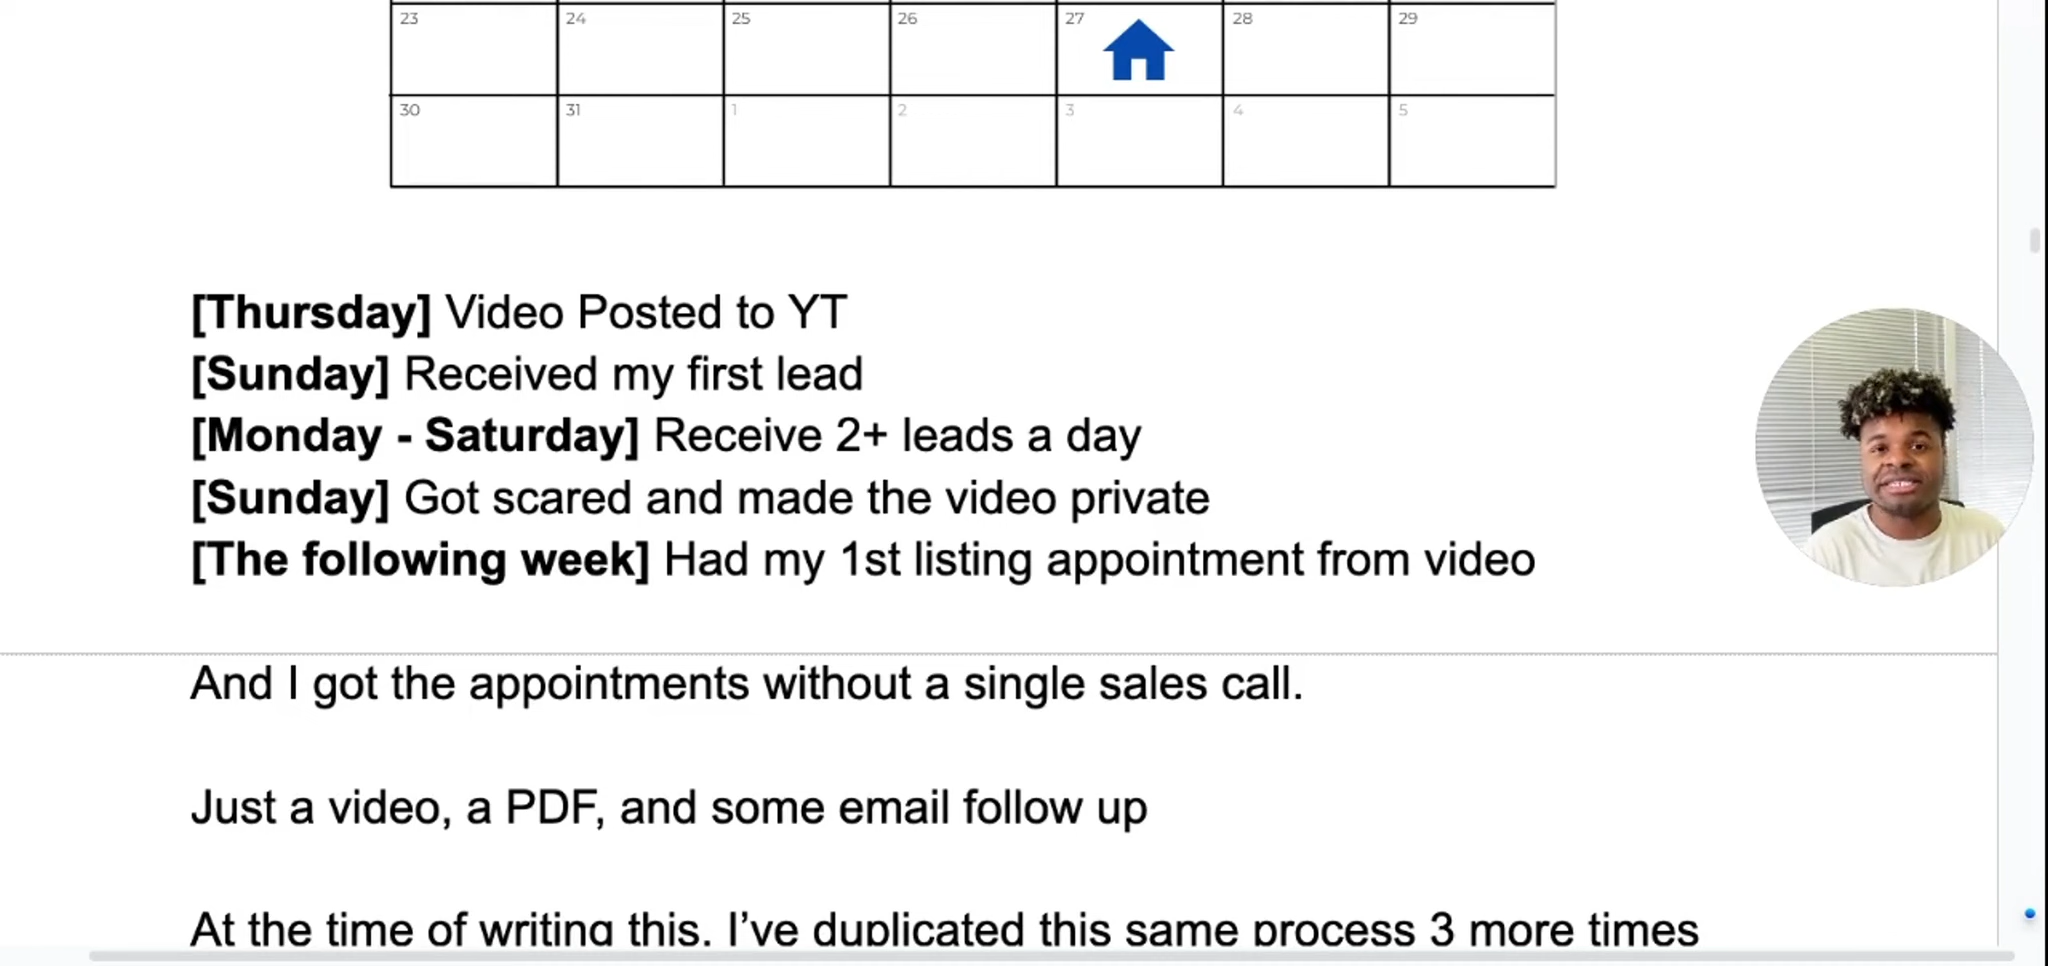 23 24 25 26 27 28 29
30 31 1 2 3 4 5
[Thursday] Video Posted to YT
[Sunday] Received my first lead
[Monday - Saturday] Receive 2+ leads a day
[Sunday] Got scared and made the video private
[The following week] Had my 1st listing appointment from video
And I got the appointments without a single sales call.
Just a video, a PDF, and some email follow up
At the time of writing this. I’ve duplicated this same process 3 more times